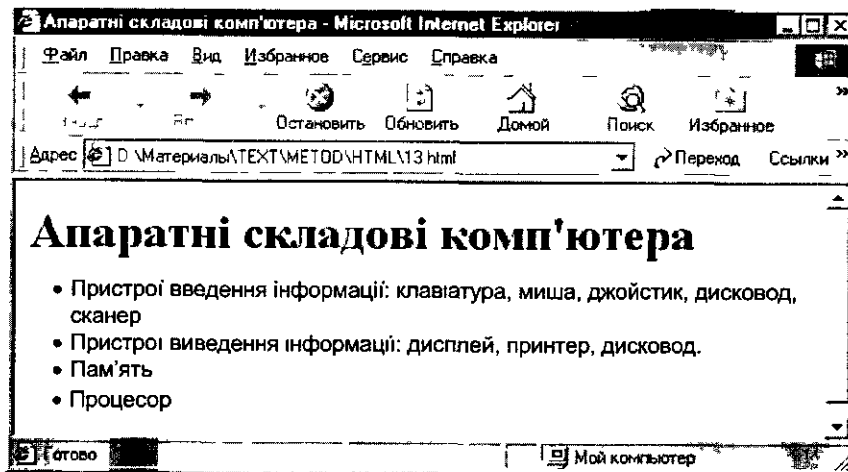 Апаратні складові комп'ютера - Microsoft Internet Explorer
Файл Правка Вид Избранное Сервис Справка
Остановить Обновить Домой Поиск Избранное »
Адрес D \Материалы\TEXT\METOD\HTML\13 html Переход Ссылки »
Апаратні складові комп'ютера
• Пристрої введення інформації: клавіатура, миша, джойстик, дисковод,
сканер
• Пристрої виведення інформації: дисплей, принтер, дисковод.
• Пам'ять
• Процесор
Готово Мой компьютер